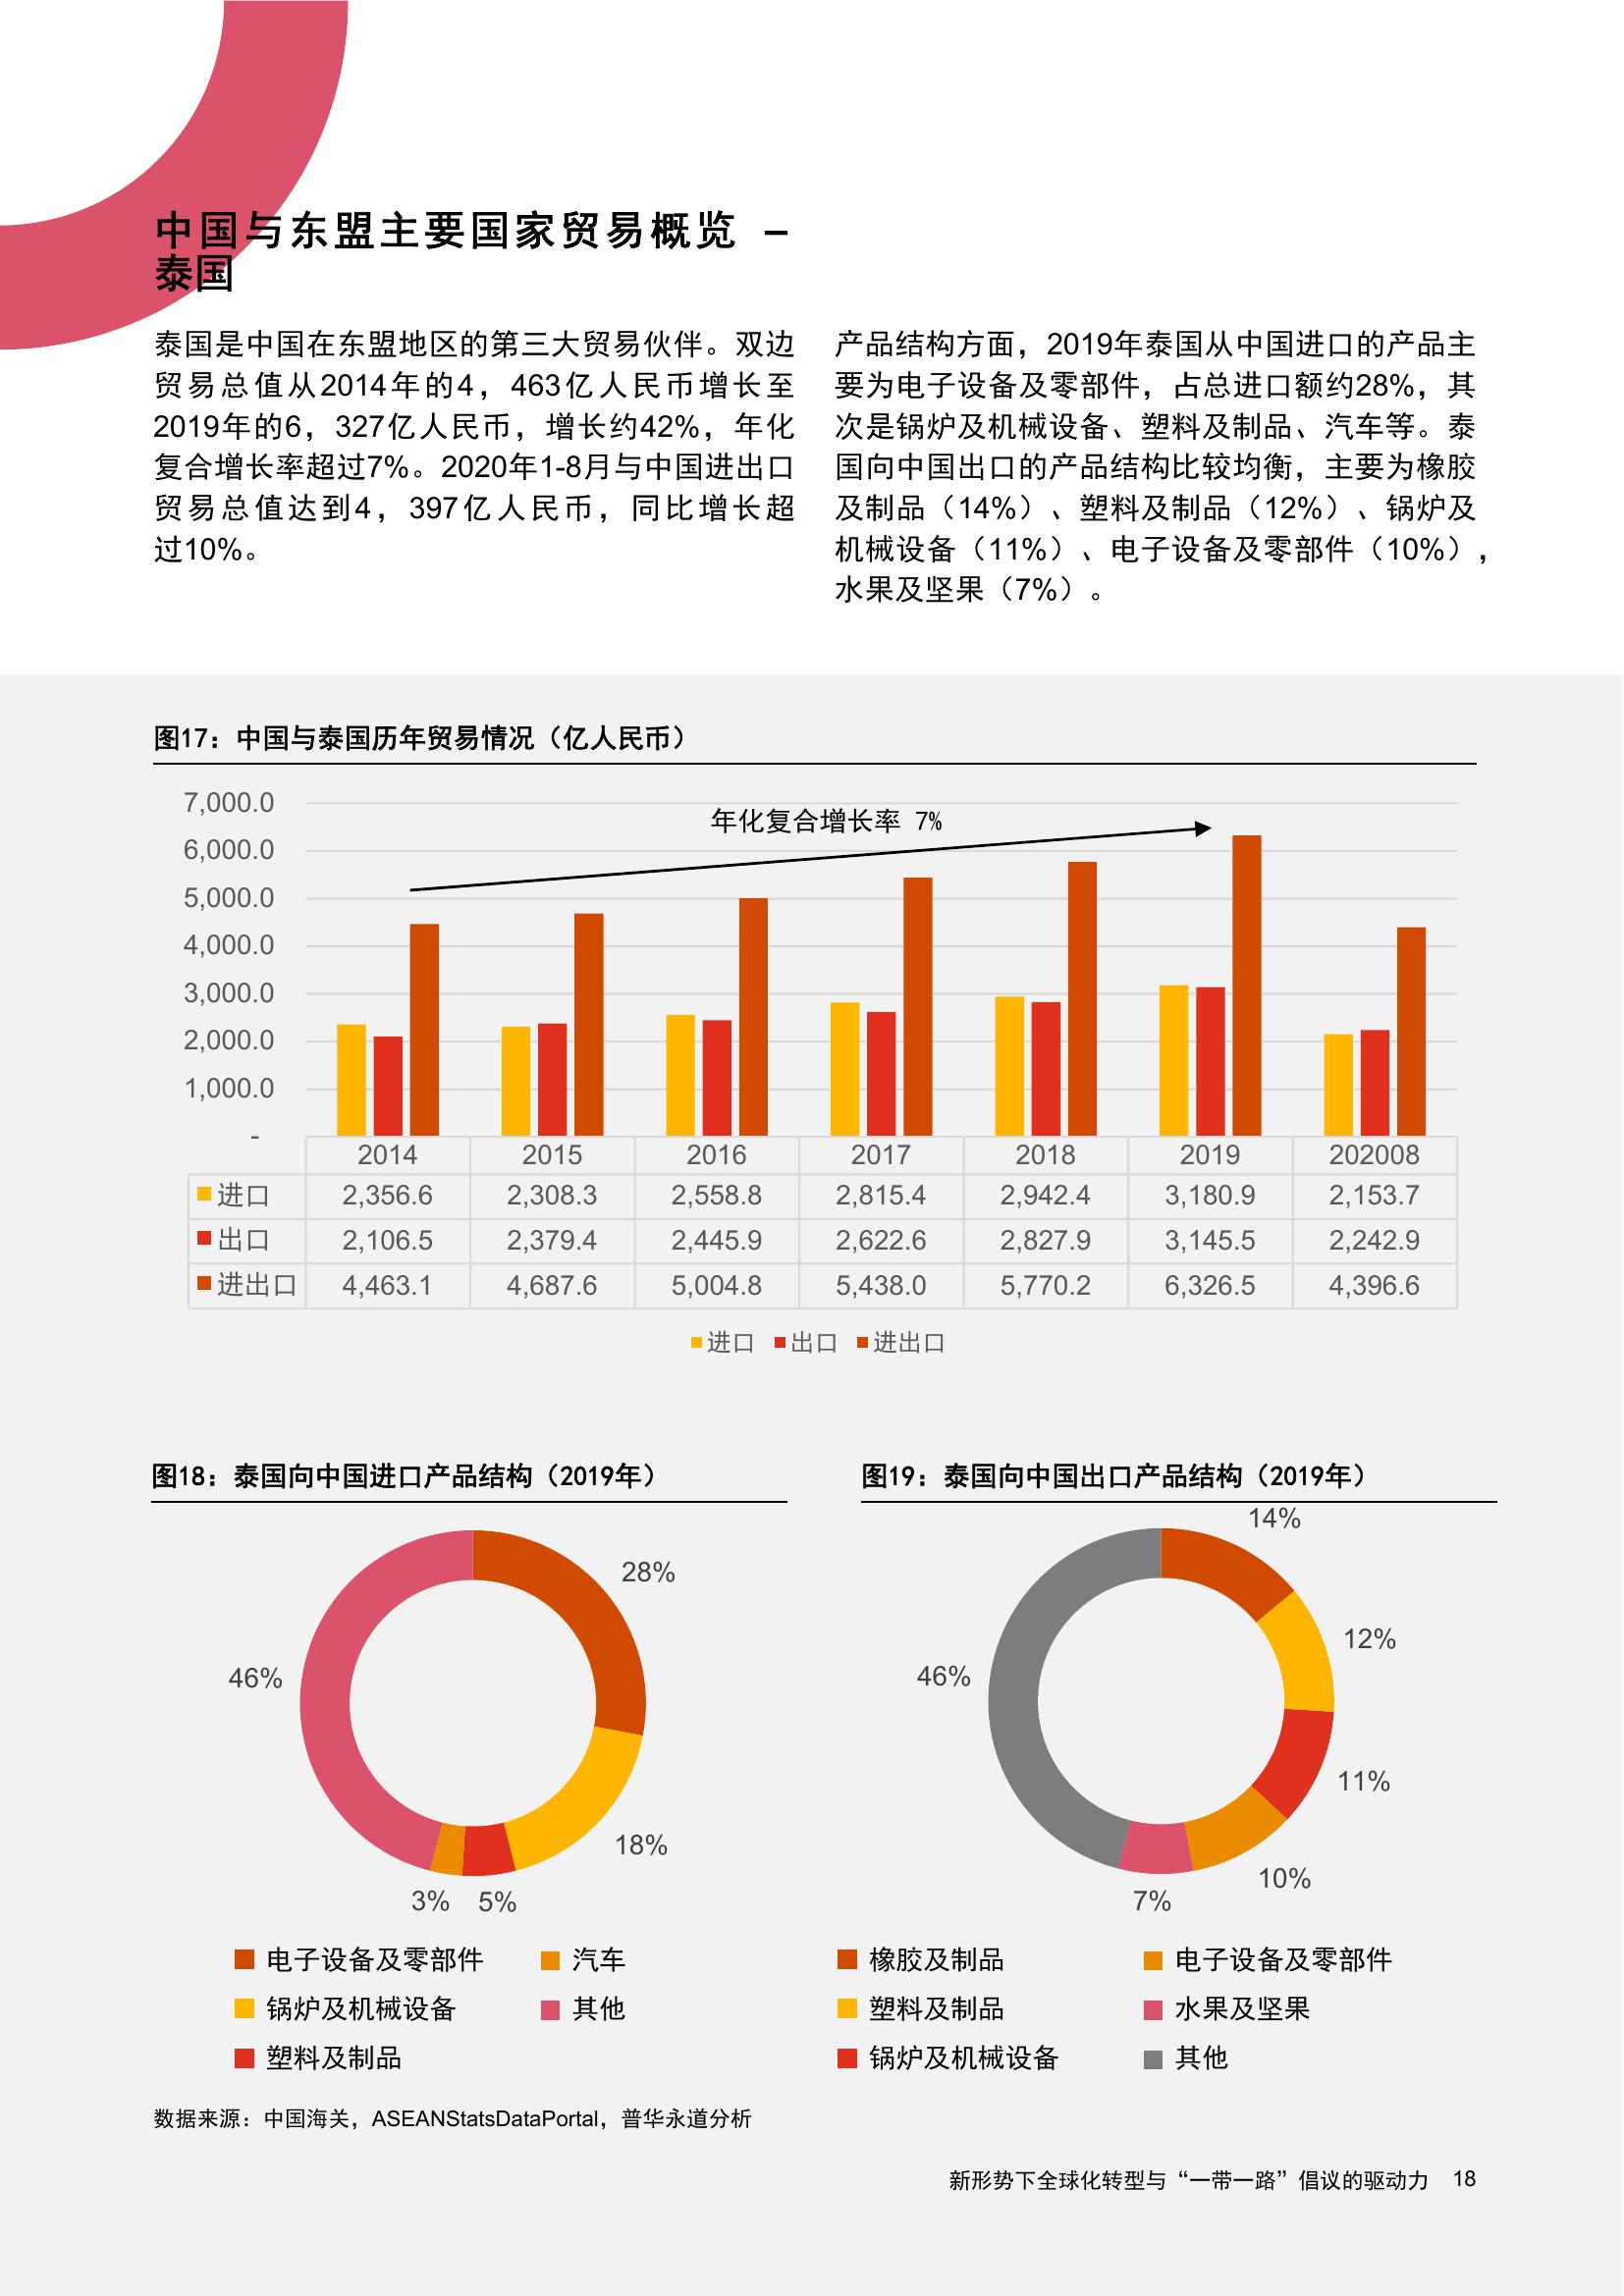 中国与东盟主要国家贸易概览 –
泰国
泰国是中国在东盟地区的第三大贸易伙伴。双边
贸易总值从2014年的4，463亿人民币增长至
2019年的6，327亿人民币，增长约42%，年化
复合增长率超过7%。2020年1-8月与中国进出口
贸易总值达到4，397亿人民币，同比增长超
过10%。
产品结构方面，2019年泰国从中国进口的产品主
要为电子设备及零部件，占总进口额约28%，其
次是锅炉及机械设备、塑料及制品、汽车等。泰
国向中国出口的产品结构比较均衡，主要为橡胶
及制品（14%）、塑料及制品（12%）、锅炉及
机械设备（11%）、电子设备及零部件（10%），
水果及坚果（7%）。
图17：中国与泰国历年贸易情况（亿人民币）
7,000.0
6,000.0
5,000.0
4,000.0
3,000.0
2,000.0
1,000.0
-
年化复合增长率 7%
2014 2015 2016 2017 2018 2019 202008
进口 2,356.6 2,308.3 2,558.8 2,815.4 2,942.4 3,180.9 2,153.7
出口 2,106.5 2,379.4 2,445.9 2,622.6 2,827.9 3,145.5 2,242.9
进出口 4,463.1 4,687.6 5,004.8 5,438.0 5,770.2 6,326.5 4,396.6
进口 出口 进出口
图18：泰国向中国进口产品结构（2019年）
28%
18%
5%
3%
46%
电子设备及零部件 汽车
锅炉及机械设备 其他
塑料及制品
图19：泰国向中国出口产品结构（2019年）
14%
12%
11%
10%
7%
46%
橡胶及制品 电子设备及零部件
塑料及制品 水果及坚果
锅炉及机械设备 其他
数据来源：中国海关，ASEANStatsDataPortal，普华永道分析
新形势下全球化转型与“一带一路”倡议的驱动力 18